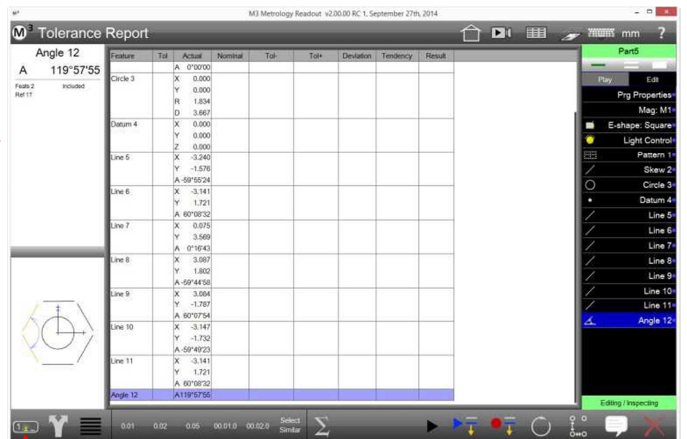 M3 Metrology Readout v2.00.00 RC 1, September 27th, 2014
M³ Tolerance Report
mm ?
Angle 12
A 119°57'55
Feats 2 Included
Ref 17
Feature Tol Actual Nominal Tol- Tol+ Deviation Tendency Result
A 0°00'00
Circle 3 X 0.000
Y 0.000
R 1.834
D 3.667
Datum 4 X 0.000
Y 0.000
Z 0.000
Line 5 X -3.240
Y -1.576
A -59°55'24
Line 6 X -3.141
Y 1.721
A 60°08'32
Line 7 X 0.075
Y 3.569
A 0°16'43
Line 8 X 3.087
Y 1.802
A -59°44'58
Line 9 X 3.084
Y -1.787
A 60°07'54
Line 10 X -3.147
Y -1.732
A -59°49'23
Line 11 X -3.141
Y 1.721
A 60°08'32
Angle 12 A 119°57'55
Part5
Play Edit
Prg Properties
Mag: M1
E-shape: Square
Light Control
Pattern 1
Skew 2
Circle 3
Datum 4
Line 5
Line 6
Line 7
Line 8
Line 9
Line 10
Line 11
Angle 12
Editing / Inspecting
1 0.01 0.02 0.05 00.01.0 00.02.0 Select Similar Σ